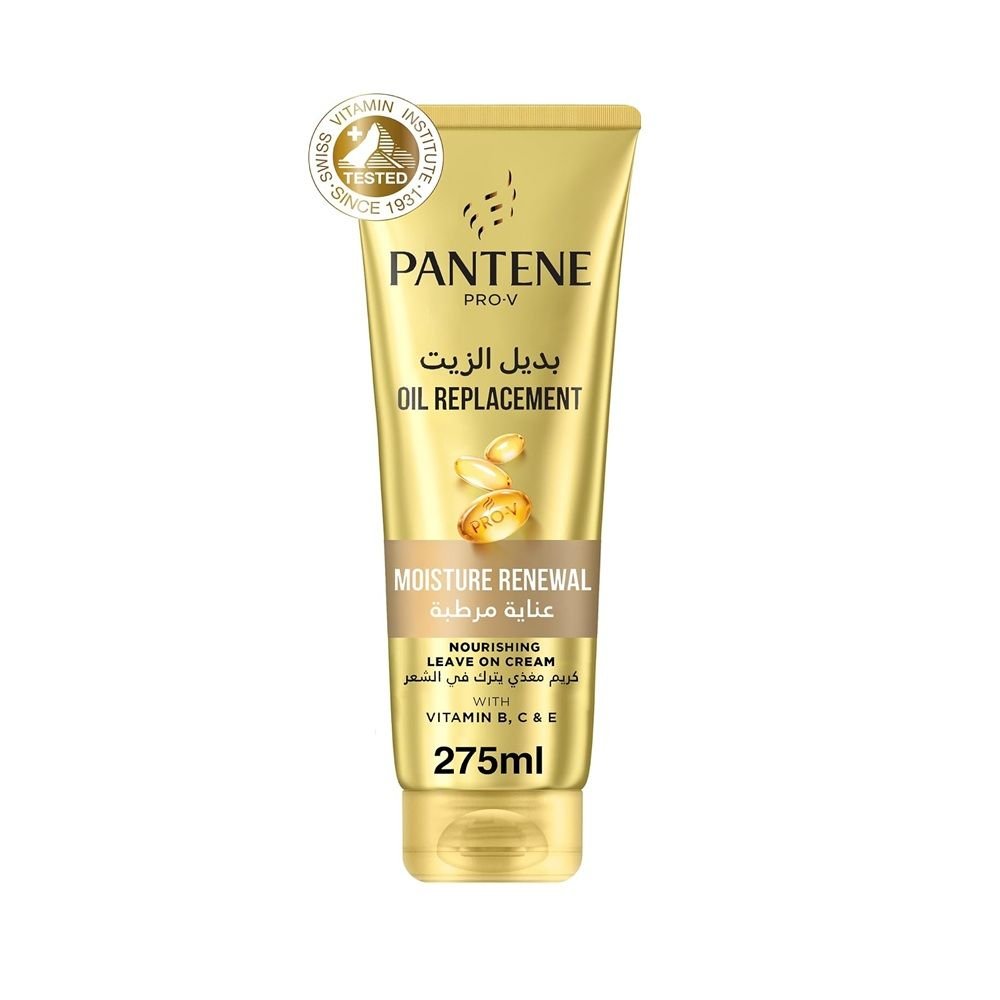 SWISS VITAMIN INSTITUTE
TESTED
SINCE 1931
PANTENE
PRO-V
بديل الزيت
OIL REPLACEMENT
PRO-V
MOISTURE RENEWAL
عناية مرطبة
NOURISHING
LEAVE ON CREAM
كريم مغذي يترك في الشعر
WITH
VITAMIN B, C & E
275ml